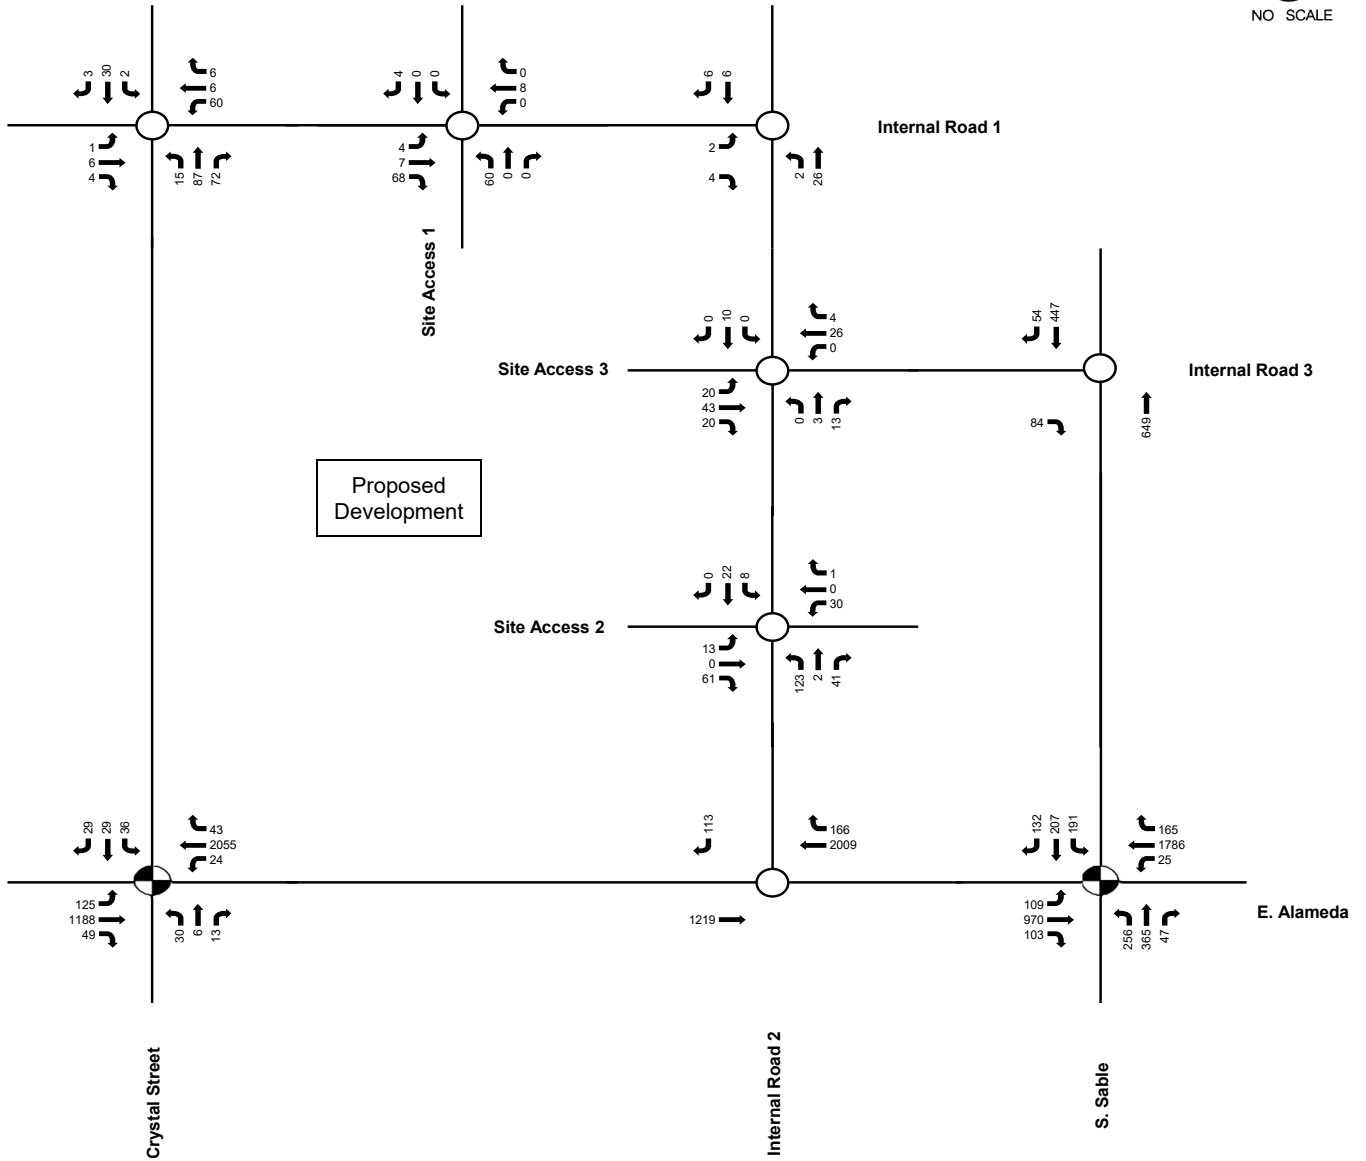 NO SCALE
3 30 2
6
6
60
4 0 0
0
8
0
6 6
Internal Road 1
1
6
4
15 87 72
4
7
68
60 0 0
2
4
2 26
Site Access 1
0 10 0
4
26
0
54 447
Site Access 3
Internal Road 3
20
43
20
0 3 13
84
649
Proposed
Development
0 22 8
1
0
30
Site Access 2
13
0
61
123 2 41
29 29 36
43
2055
24
113
166
2009
132 207 191
165
1786
25
125
1188
49
30 6 13
1219
109
970
103
256 365 47
E. Alameda
Crystal Street
Internal Road 2
S. Sable